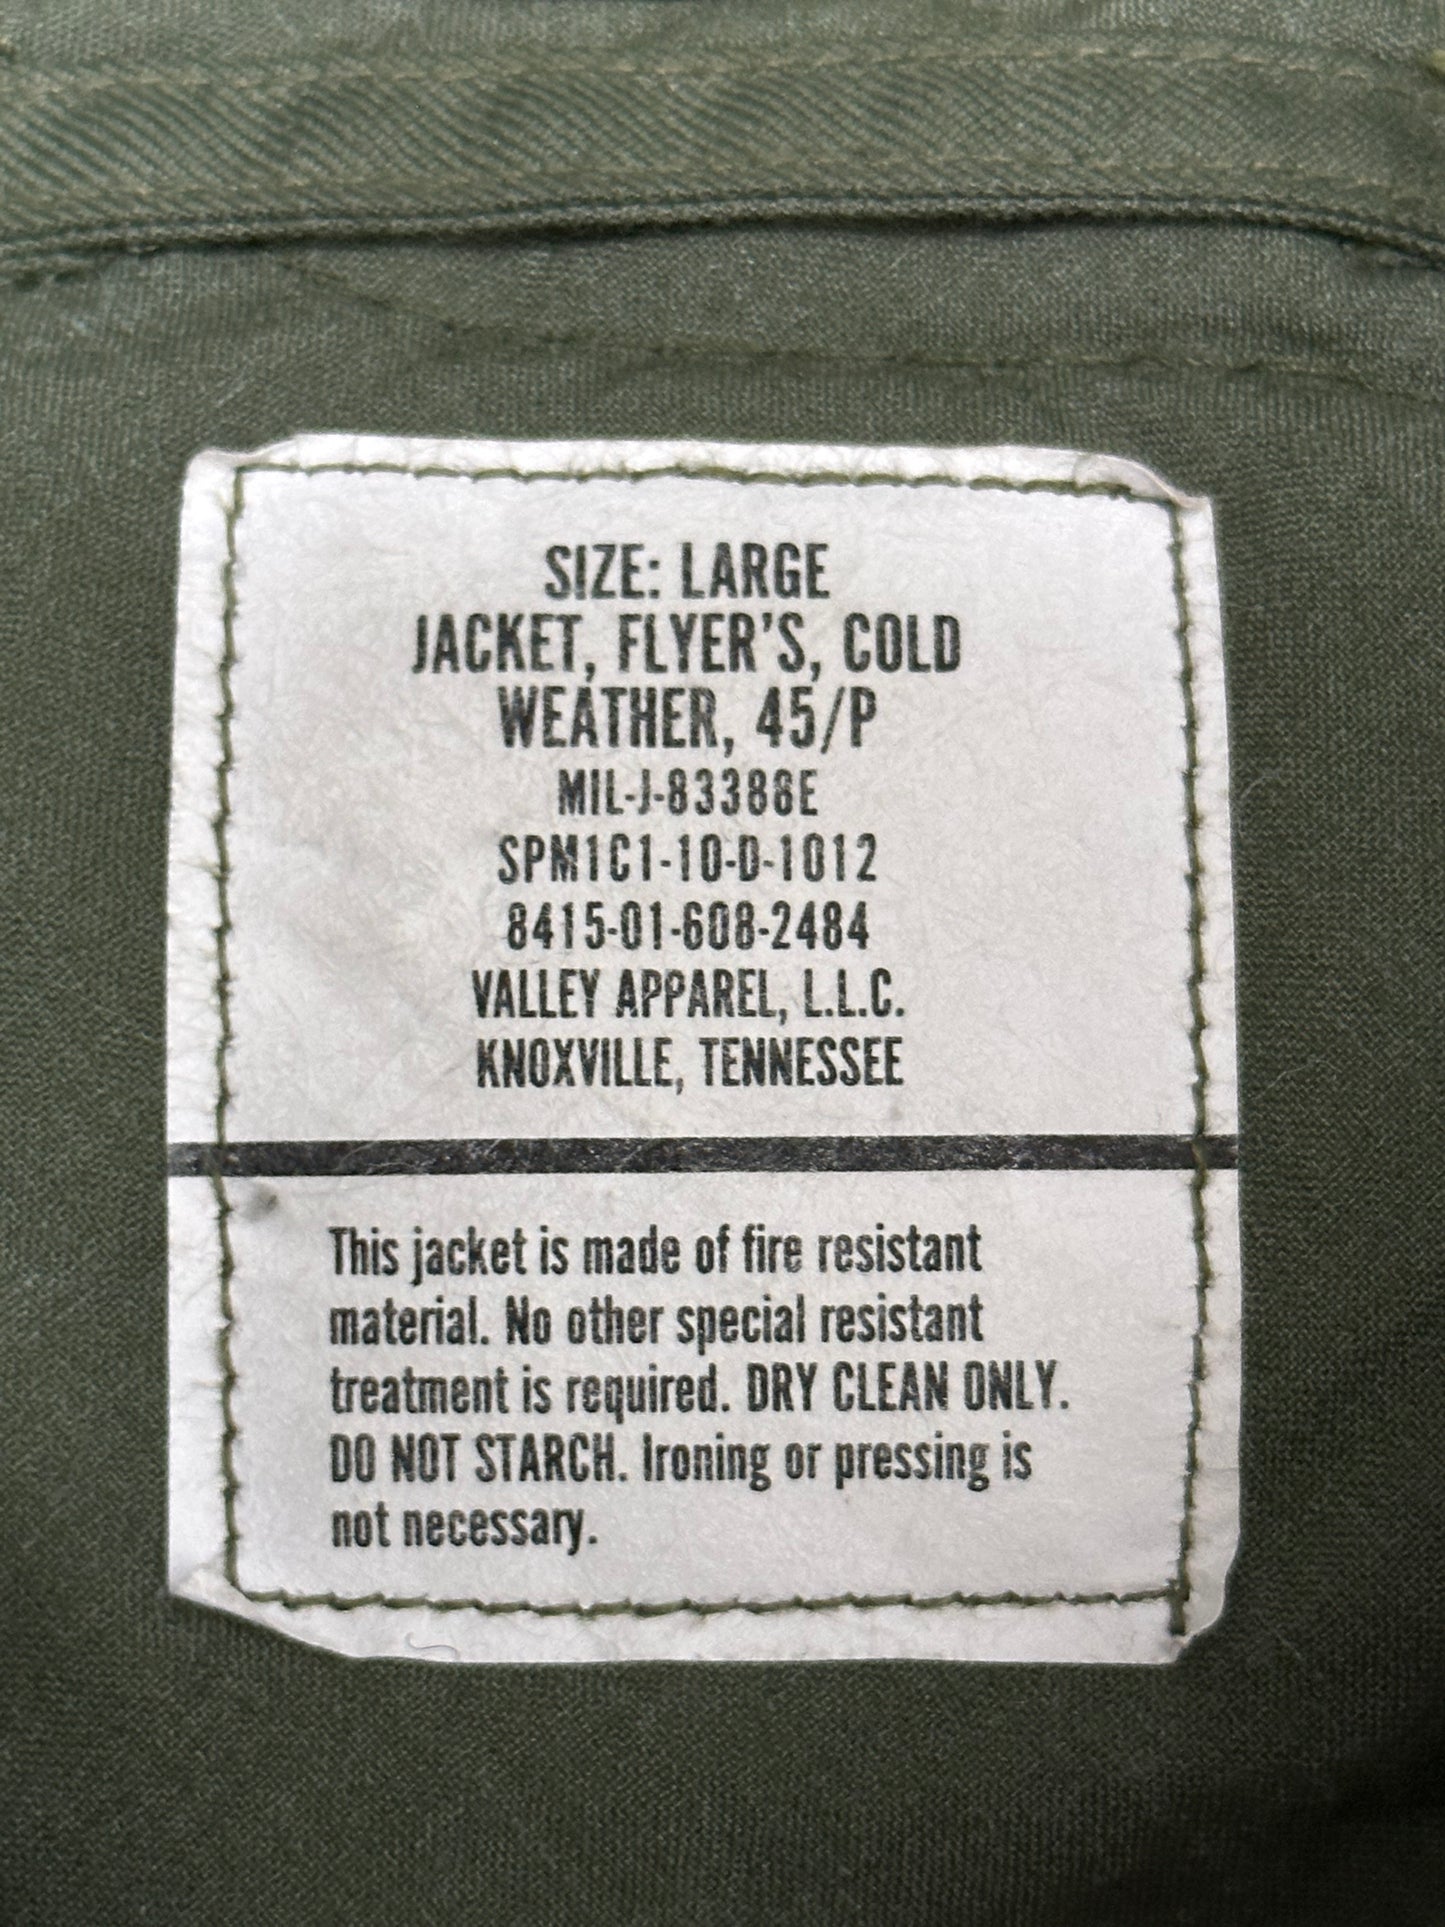 SIZE: LARGE
JACKET, FLYER'S, COLD
WEATHER, 45/P
MIL-J-83388E
SPM1C1-10-D-1012
8415-01-608-2484
VALLEY APPAREL, L.L.C.
KNOXVILLE, TENNESSEE
This jacket is made of fire resistant
material. No other special resistant
treatment is required. DRY CLEAN ONLY.
DO NOT STARCH. Ironing or pressing is
not necessary.